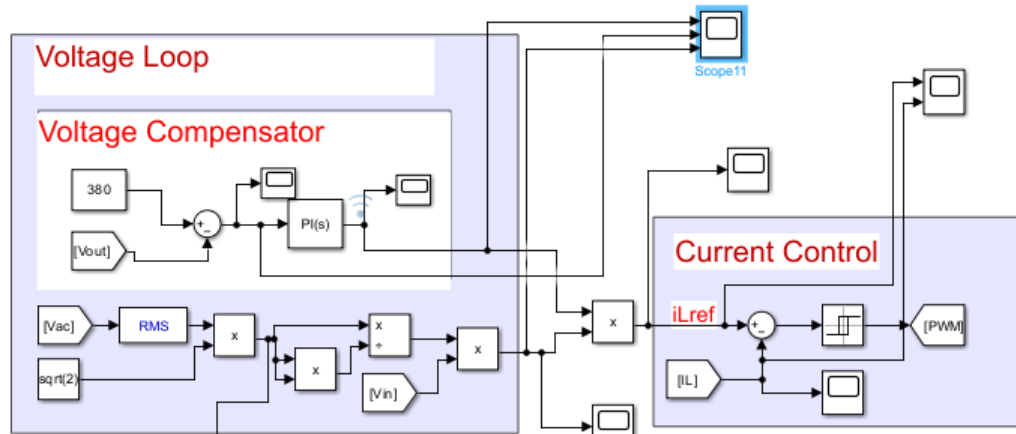 Voltage Loop
Scope11
Voltage Compensator
380
+
−
PI(s)
[Vout]
Current Control
[Vac]
RMS
x
x
÷
x
x
iLref
+
−
[PWM]
sqrt(2)
x
[Vin]
[IL]